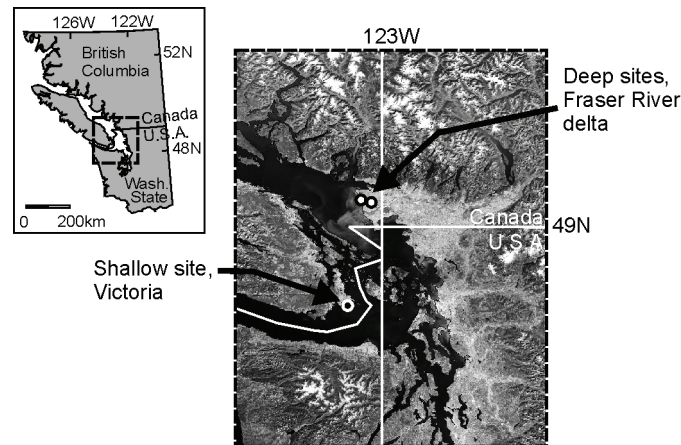 126W 122W
British
Columbia
52N
Canada
U.S.A.
48N
Wash.
State
0 200km
123W
Deep sites,
Fraser River
delta
Canada
U.S.A
49N
Shallow site,
Victoria